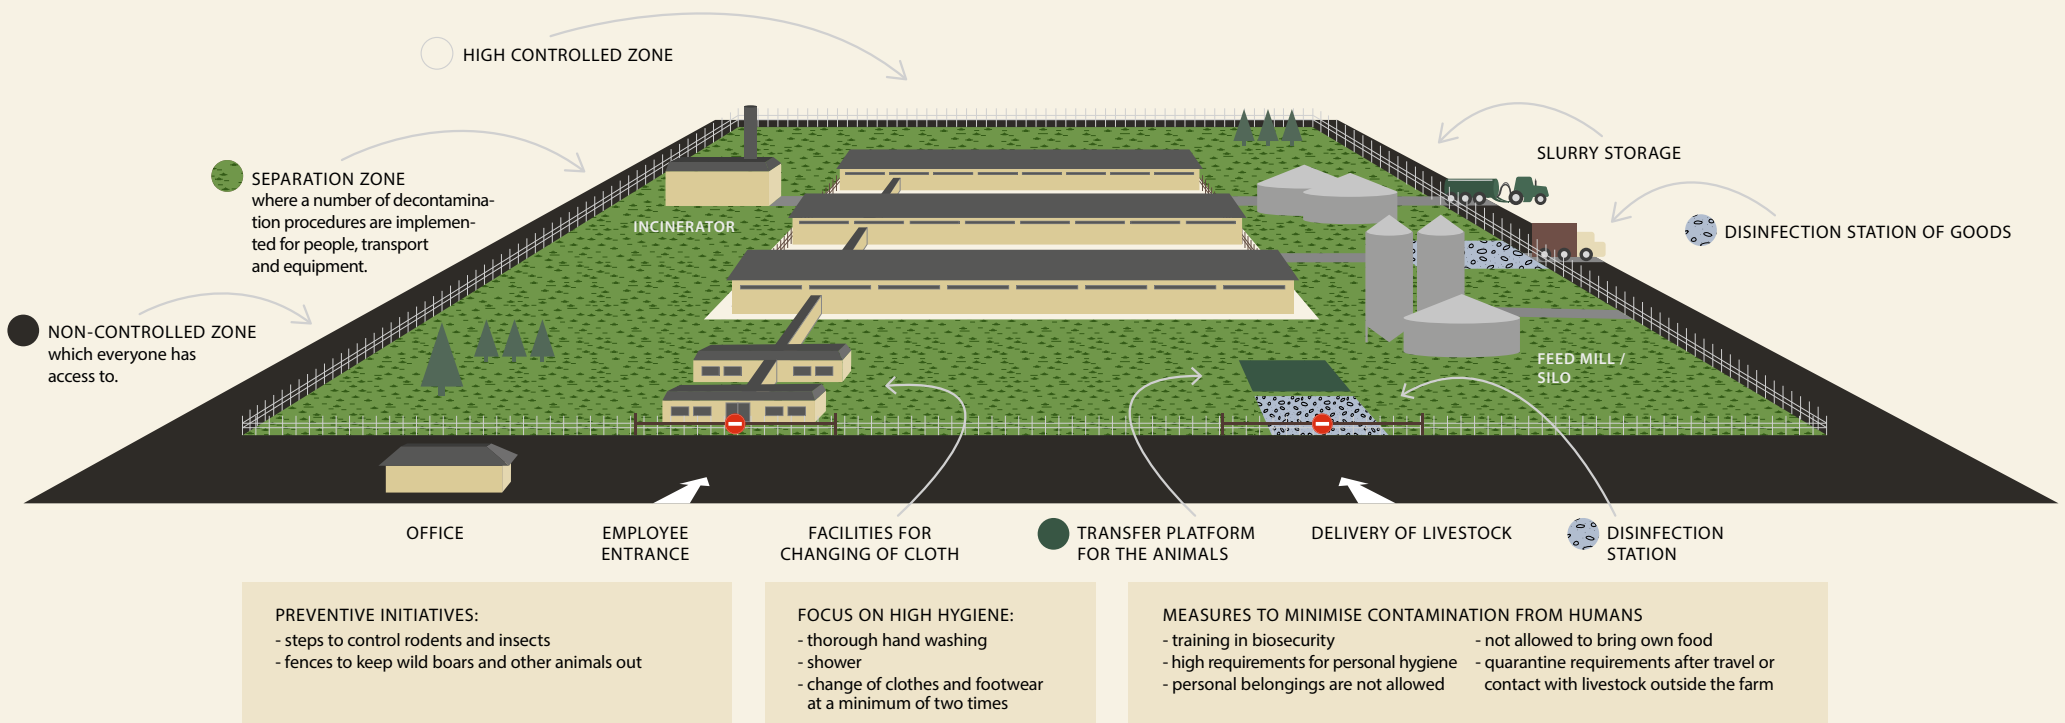 HIGH CONTROLLED ZONE
SLURRY STORAGE
SEPARATION ZONE
where a number of decontamina-
tion procedures are implemen-
ted for people, transport
and equipment.
INCINERATOR
DISINFECTION STATION OF GOODS
NON-CONTROLLED ZONE
which everyone has
access to.
FEED MILL /
SILO
OFFICE
EMPLOYEE
ENTRANCE
FACILITIES FOR
CHANGING OF CLOTH
TRANSFER PLATFORM
FOR THE ANIMALS
DELIVERY OF LIVESTOCK
DISINFECTION
STATION
PREVENTIVE INITIATIVES:
- steps to control rodents and insects
- fences to keep wild boars and other animals out
FOCUS ON HIGH HYGIENE:
- thorough hand washing
- shower
- change of clothes and footwear
at a minimum of two times
MEASURES TO MINIMISE CONTAMINATION FROM HUMANS
- training in biosecurity
- high requirements for personal hygiene
- personal belongings are not allowed
- not allowed to bring own food
- quarantine requirements after travel or
contact with livestock outside the farm